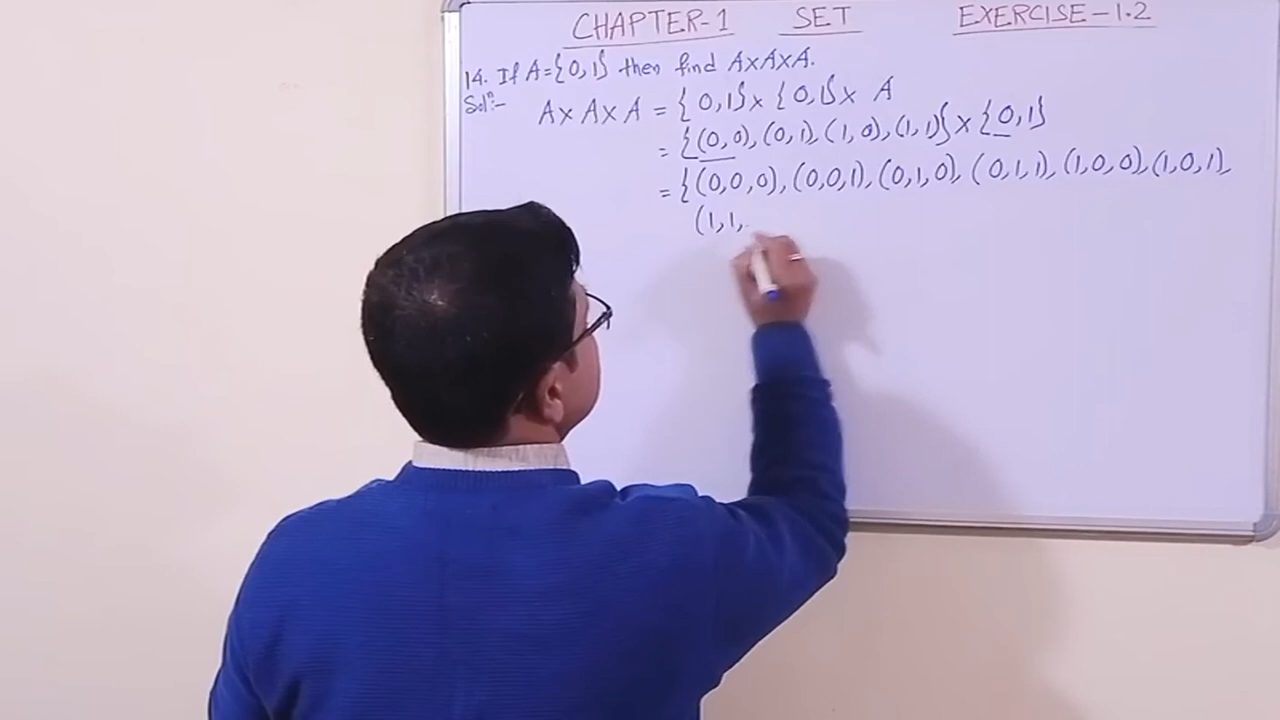 CHAPTER-1 SET EXERCISE-1.2
14. If A={0,1} then find A×A×A.
Solⁿ:- A×A×A = {0,1}×{0,1}× A
= {(0,0),(0,1),(1,0),(1,1)}×{0,1}
= {(0,0,0),(0,0,1),(0,1,0),(0,1,1),(1,0,0),(1,0,1),
(1,1,